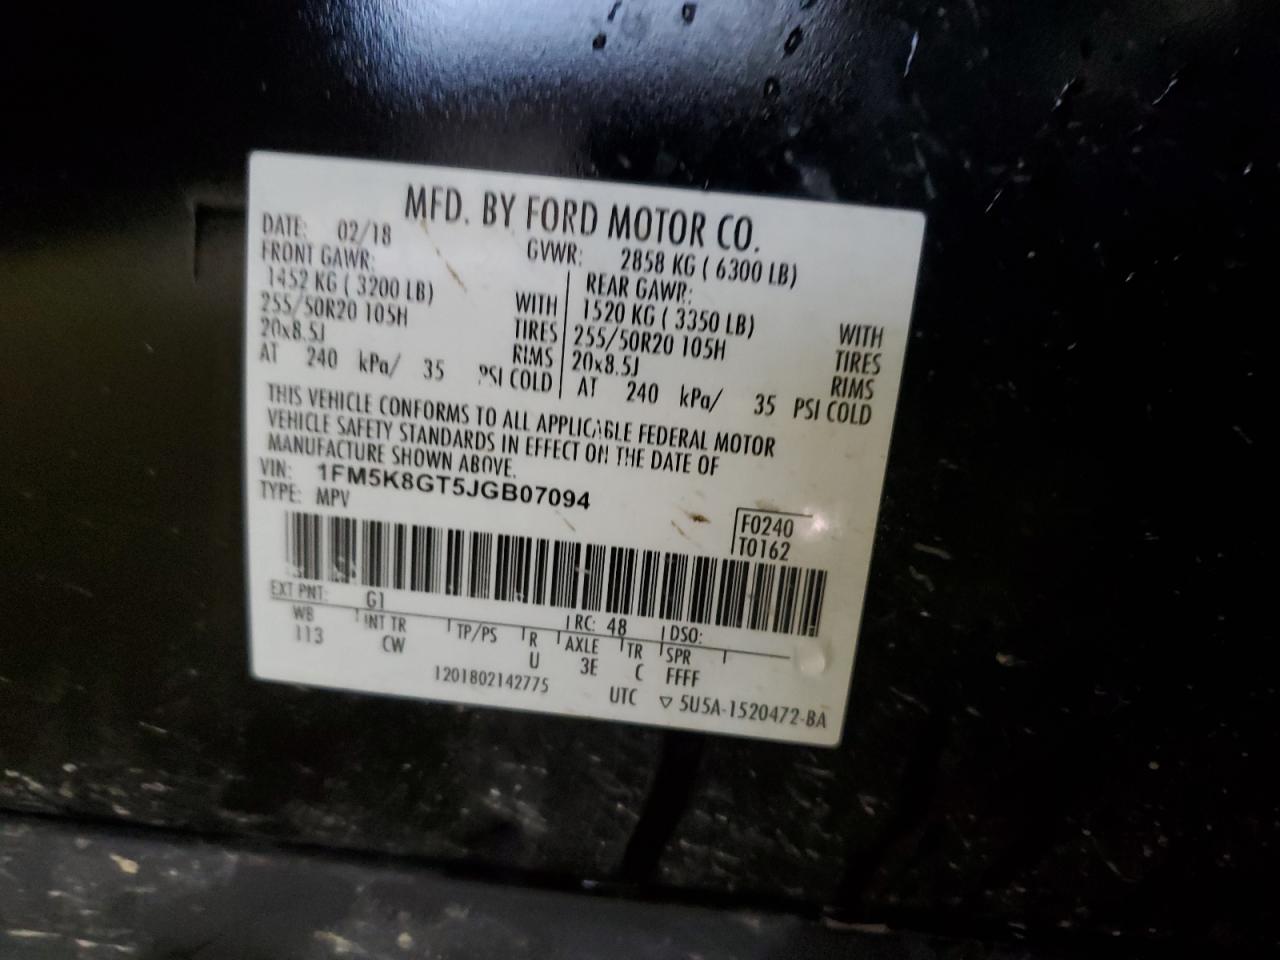 MFD. BY FORD MOTOR CO.
DATE: 02/18 GVWR: 2858 KG ( 6300 LB)
FRONT GAWR: REAR GAWR:
1452 KG ( 3200 LB) WITH 1520 KG ( 3350 LB) WITH
255/50R20 105H TIRES 255/50R20 105H TIRES
20x8.5J RIMS 20x8.5J RIMS
AT 240 kPa/ 35 PSI COLD AT 240 kPa/ 35 PSI COLD
THIS VEHICLE CONFORMS TO ALL APPLICABLE FEDERAL MOTOR
VEHICLE SAFETY STANDARDS IN EFFECT ON THE DATE OF
MANUFACTURE SHOWN ABOVE.
VIN: 1FM5K8GT5JGB07094
TYPE: MPV
F0240
T0162
EXT PNT: G1 RC: 48 DSO:
WB INT TR TP/PS R AXLE TR SPR
113 CW U 3E C FFFF
1201802142775 UTC ▽ 5U5A-1520472-BA